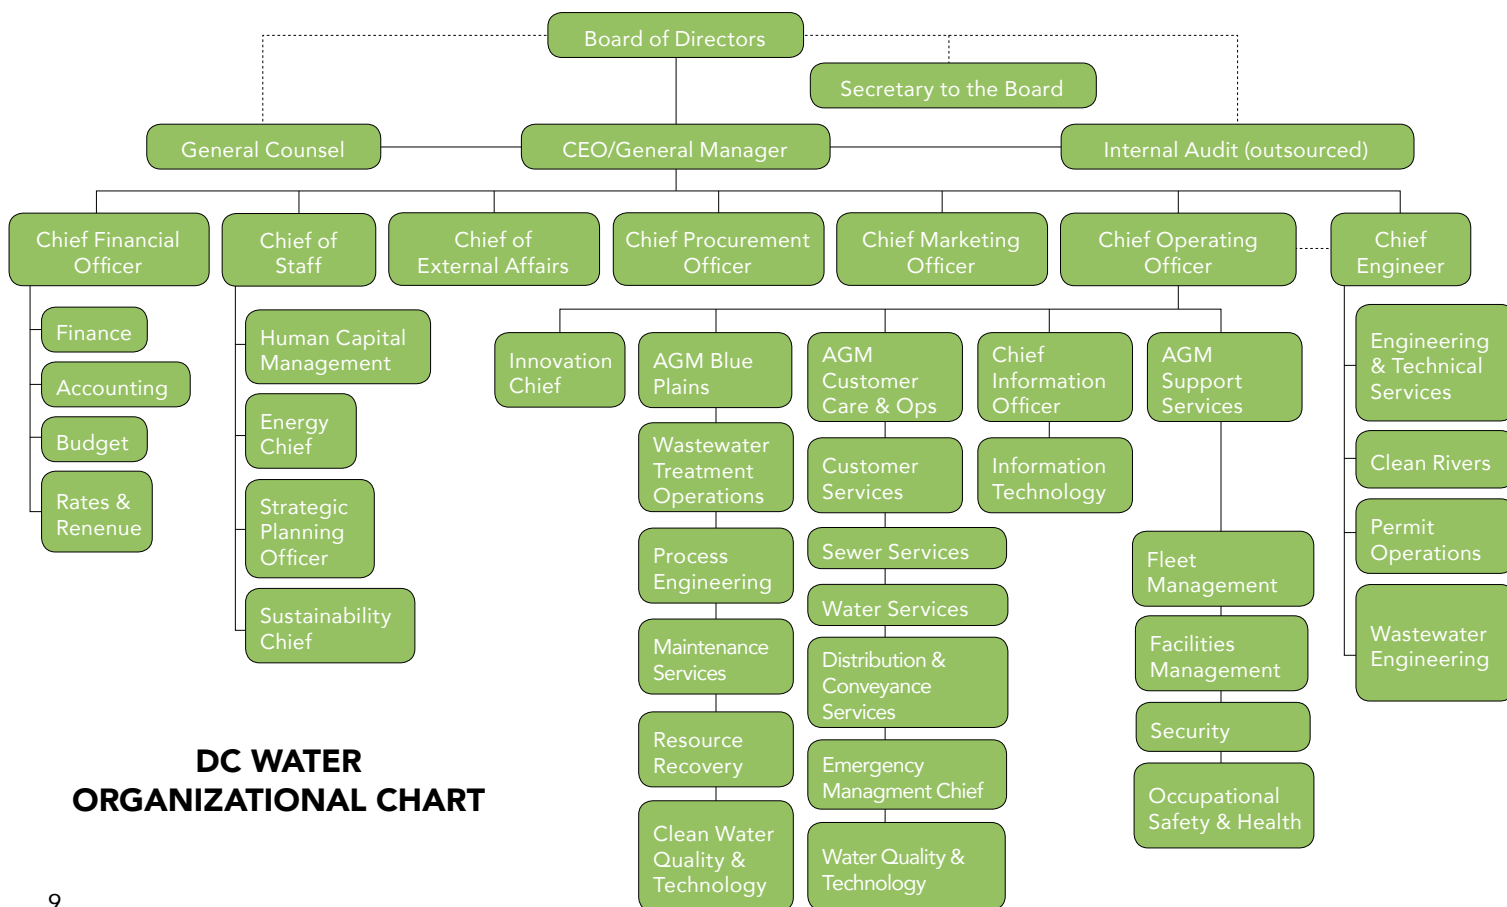 Board of Directors
Secretary to the Board
General Counsel
CEO/General Manager
Internal Audit (outsourced)
Chief Financial
Officer
Chief of
Staff
Chief of
External Affairs
Chief Procurement
Officer
Chief Marketing
Officer
Chief Operating
Officer
Chief
Engineer
Finance
Accounting
Budget
Rates &
Renenue
Human Capital
Management
Energy
Chief
Strategic
Planning
Officer
Sustainability
Chief
Innovation
Chief
AGM Blue
Plains
Wastewater
Treatment
Operations
Process
Engineering
Maintenance
Services
Resource
Recovery
Clean Water
Quality &
Technology
AGM
Customer
Care & Ops
Customer
Services
Sewer Services
Water Services
Distribution &
Conveyance
Services
Emergency
Managment Chief
Water Quality &
Technology
Chief
Information
Officer
Information
Technology
AGM
Support
Services
Fleet
Management
Facilities
Management
Security
Occupational
Safety & Health
Engineering
& Technical
Services
Clean Rivers
Permit
Operations
Wastewater
Engineering
DC WATER
ORGANIZATIONAL CHART
9